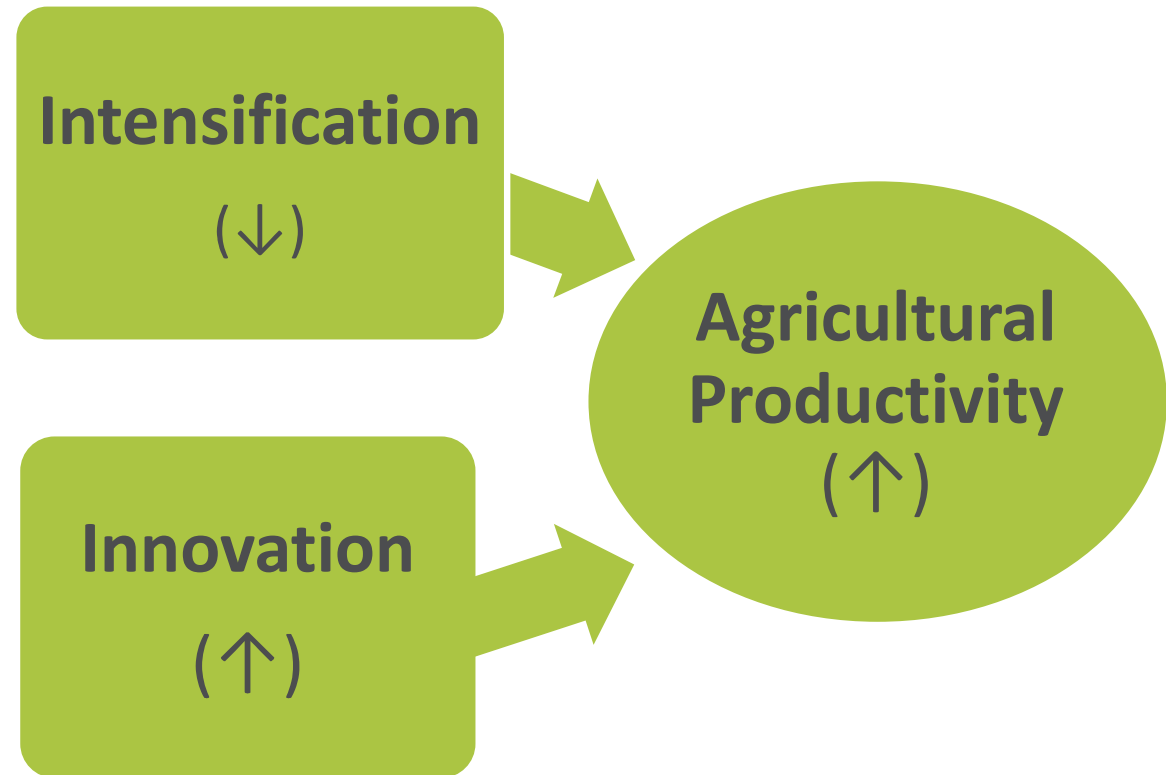 Intensification
(↓)
Agricultural
Productivity
(↑)
Innovation
(↑)